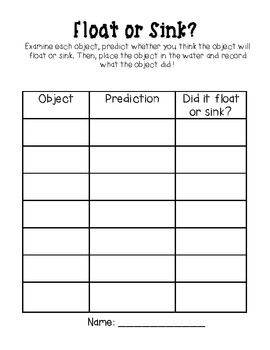 Float or Sink?
Examine each object, predict whether you think the object will
float or sink. Then, place the object in the water and record
what the object did!
Object Prediction Did it float
or sink?
Name: ______________